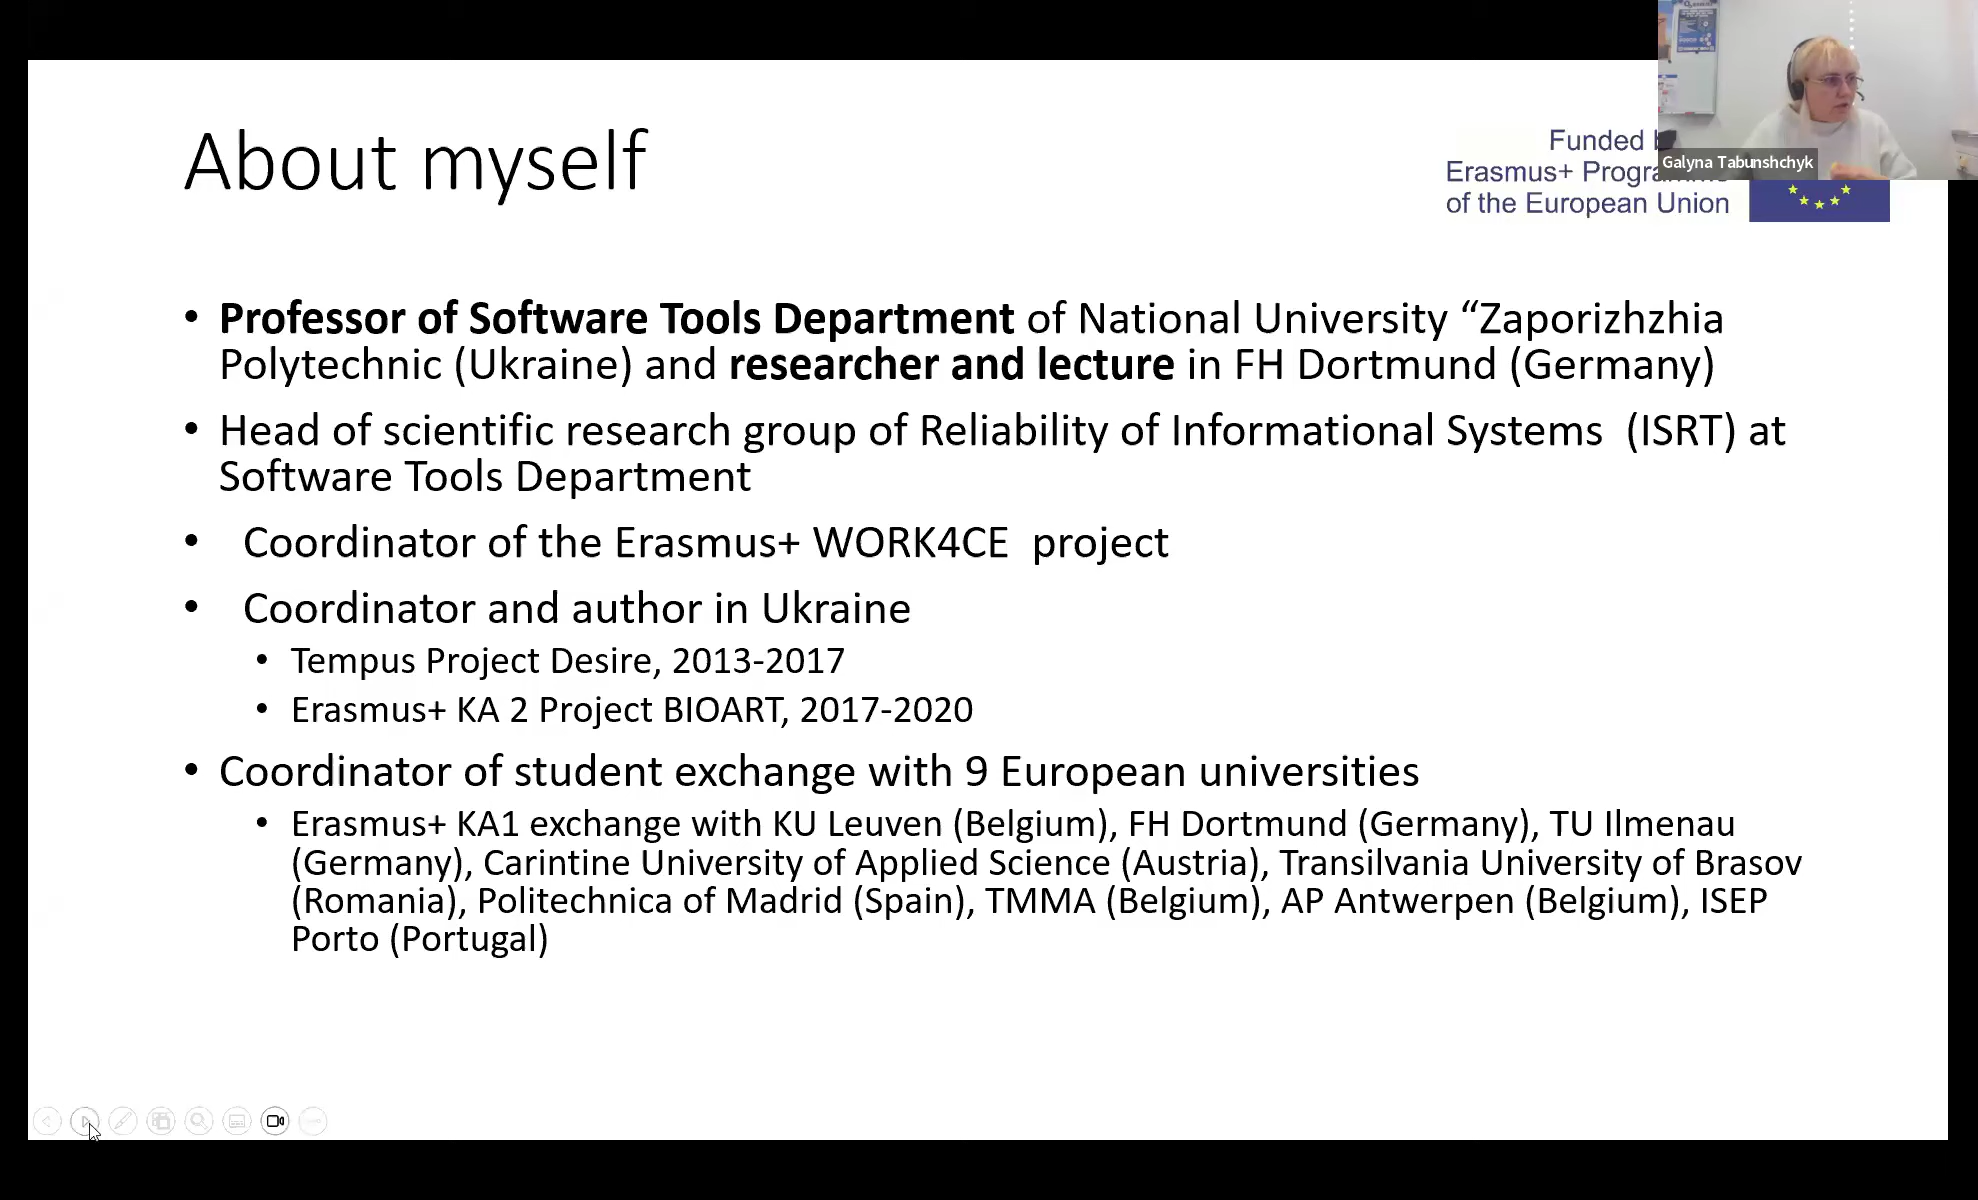 About myself
Funded
Erasmus+
of the European Union
Galyna Tabunshchyk
• Professor of Software Tools Department of National University “Zaporizhzhia
Polytechnic (Ukraine) and researcher and lecture in FH Dortmund (Germany)
• Head of scientific research group of Reliability of Informational Systems (ISRT) at
Software Tools Department
• Coordinator of the Erasmus+ WORK4CE project
• Coordinator and author in Ukraine
• Tempus Project Desire, 2013-2017
• Erasmus+ KA 2 Project BIOART, 2017-2020
• Coordinator of student exchange with 9 European universities
• Erasmus+ KA1 exchange with KU Leuven (Belgium), FH Dortmund (Germany), TU Ilmenau
(Germany), Carintine University of Applied Science (Austria), Transilvania University of Brasov
(Romania), Politechnica of Madrid (Spain), TMMA (Belgium), AP Antwerpen (Belgium), ISEP
Porto (Portugal)